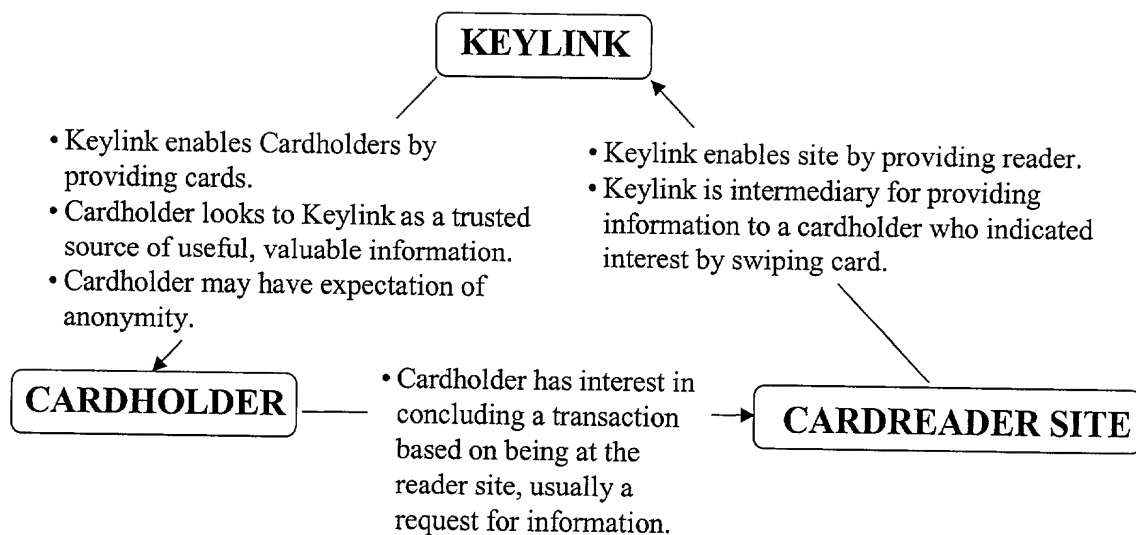 KEYLINK
• Keylink enables Cardholders by
providing cards.
• Cardholder looks to Keylink as a trusted
source of useful, valuable information.
• Cardholder may have expectation of
anonymity.
• Keylink enables site by providing reader.
• Keylink is intermediary for providing
information to a cardholder who indicated
interest by swiping card.
CARDHOLDER
• Cardholder has interest in
concluding a transaction
based on being at the
reader site, usually a
request for information.
CARDREADER SITE